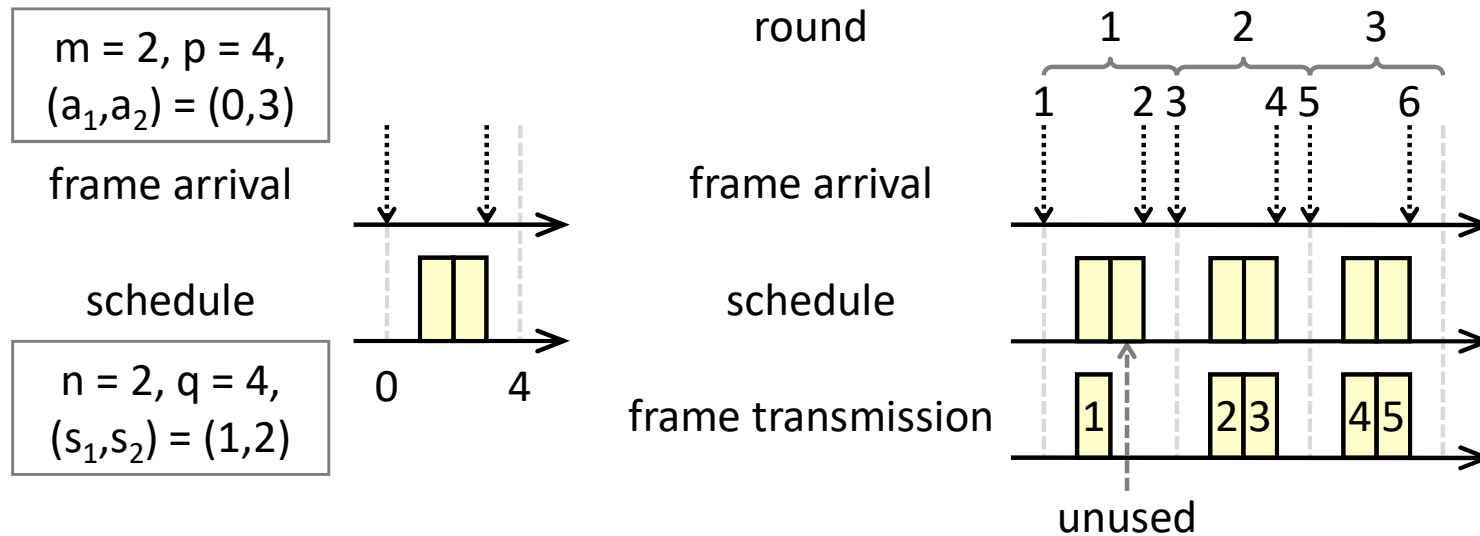 m = 2, p = 4,
(a₁,a₂) = (0,3)
frame arrival
schedule
n = 2, q = 4,
(s₁,s₂) = (1,2)
0 4
round 1 2 3
1 2 3 4 5 6
frame arrival
schedule
frame transmission 1 2 3 4 5
unused